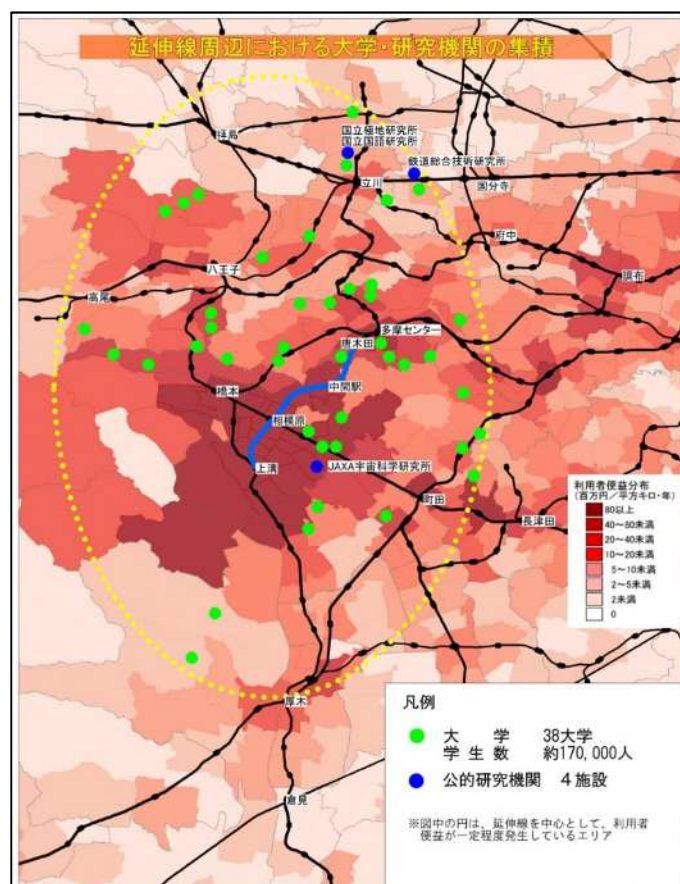 延伸線周辺における大学・研究機関の集積
拝島
国立極地研究所
国立国語研究所
鉄道総合技術研究所
立川
国分寺
府中
調布
八王子
高尾
多摩センター
唐木田
中間駅
橋本
相模原
上溝
JAXA宇宙科学研究所
町田
長津田
利用者便益分布
(百万円/平方キロ・年)
80以上
40~80未満
20~40未満
10~20未満
5~10未満
2~5未満
2未満
0
厚木
倉見
凡例
大学 38大学
学生数 約170,000人
公的研究機関 4施設
※図中の円は、延伸線を中心として、利用者
便益が一定程度発生しているエリア